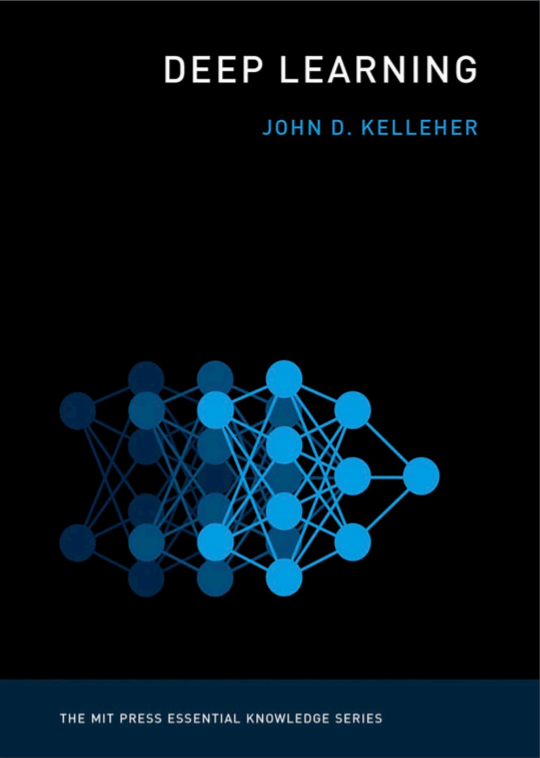 DEEP LEARNING
JOHN D. KELLEHER
THE MIT PRESS ESSENTIAL KNOWLEDGE SERIES